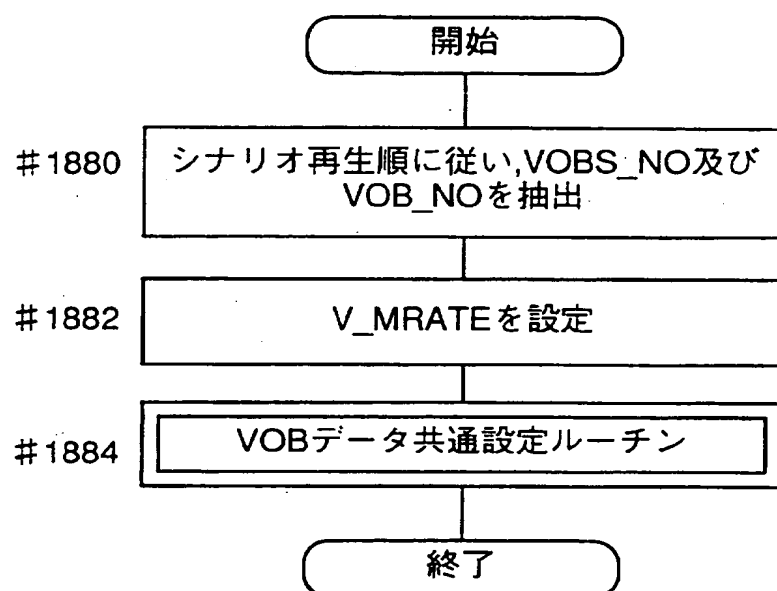 開始
#1880
シナリオ再生順に従い,VOBS_NO及び
VOB_NOを抽出
#1882
V_MRATEを設定
#1884
VOBデータ共通設定ルーチン
終了